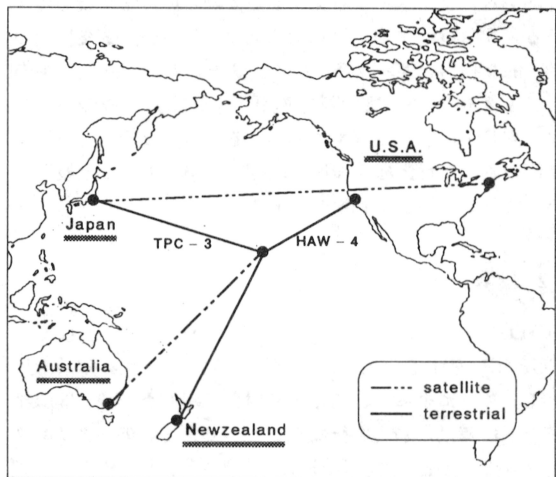 U.S.A.
Japan
TPC – 3
HAW – 4
Australia
satellite
terrestrial
Newzealand